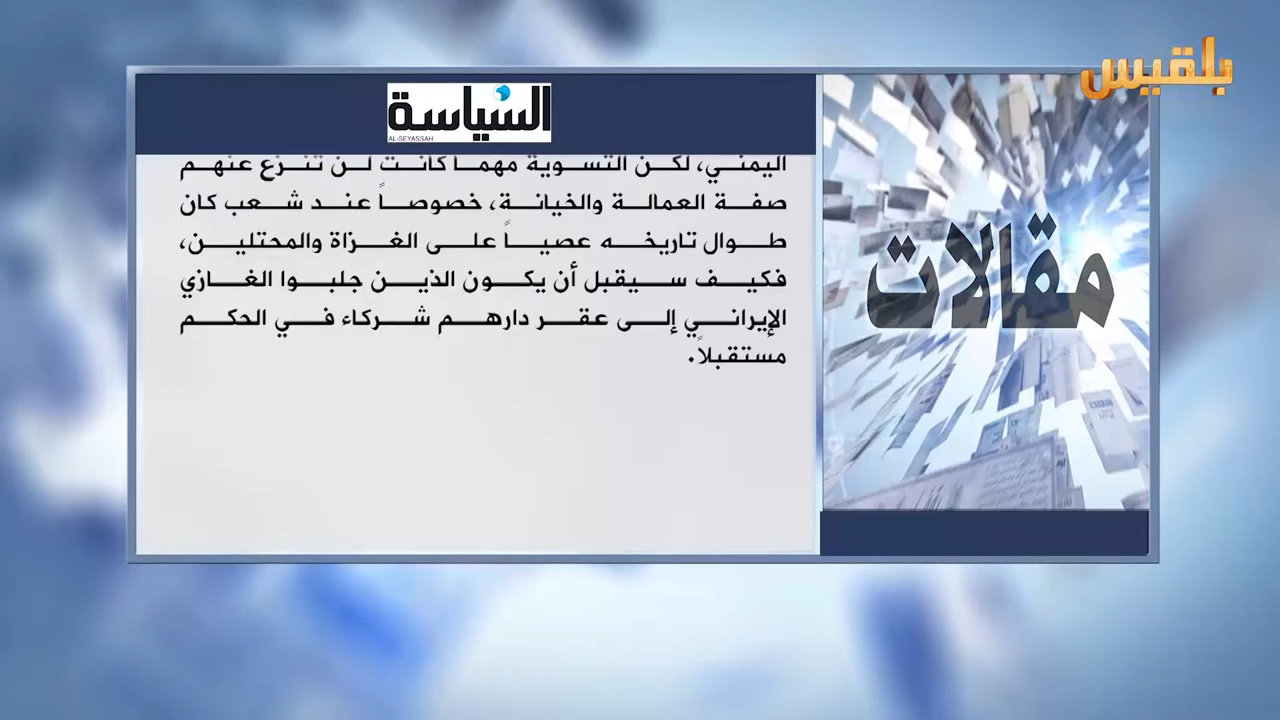 بلقيس
السياسة
AL-SEYASSAH
مقالات
اليمني، لكن التسوية مهما كانت لن تنزع عنهم
صفة العمالة والخيانة، خصوصاً عند شعب كان
طوال تاريخه عصياً على الغزاة والمحتلين،
فكيف سيقبل أن يكون الذين جلبوا الغازي
الإيراني إلى عقر دارهم شركاء في الحكم
مستقبلاً.